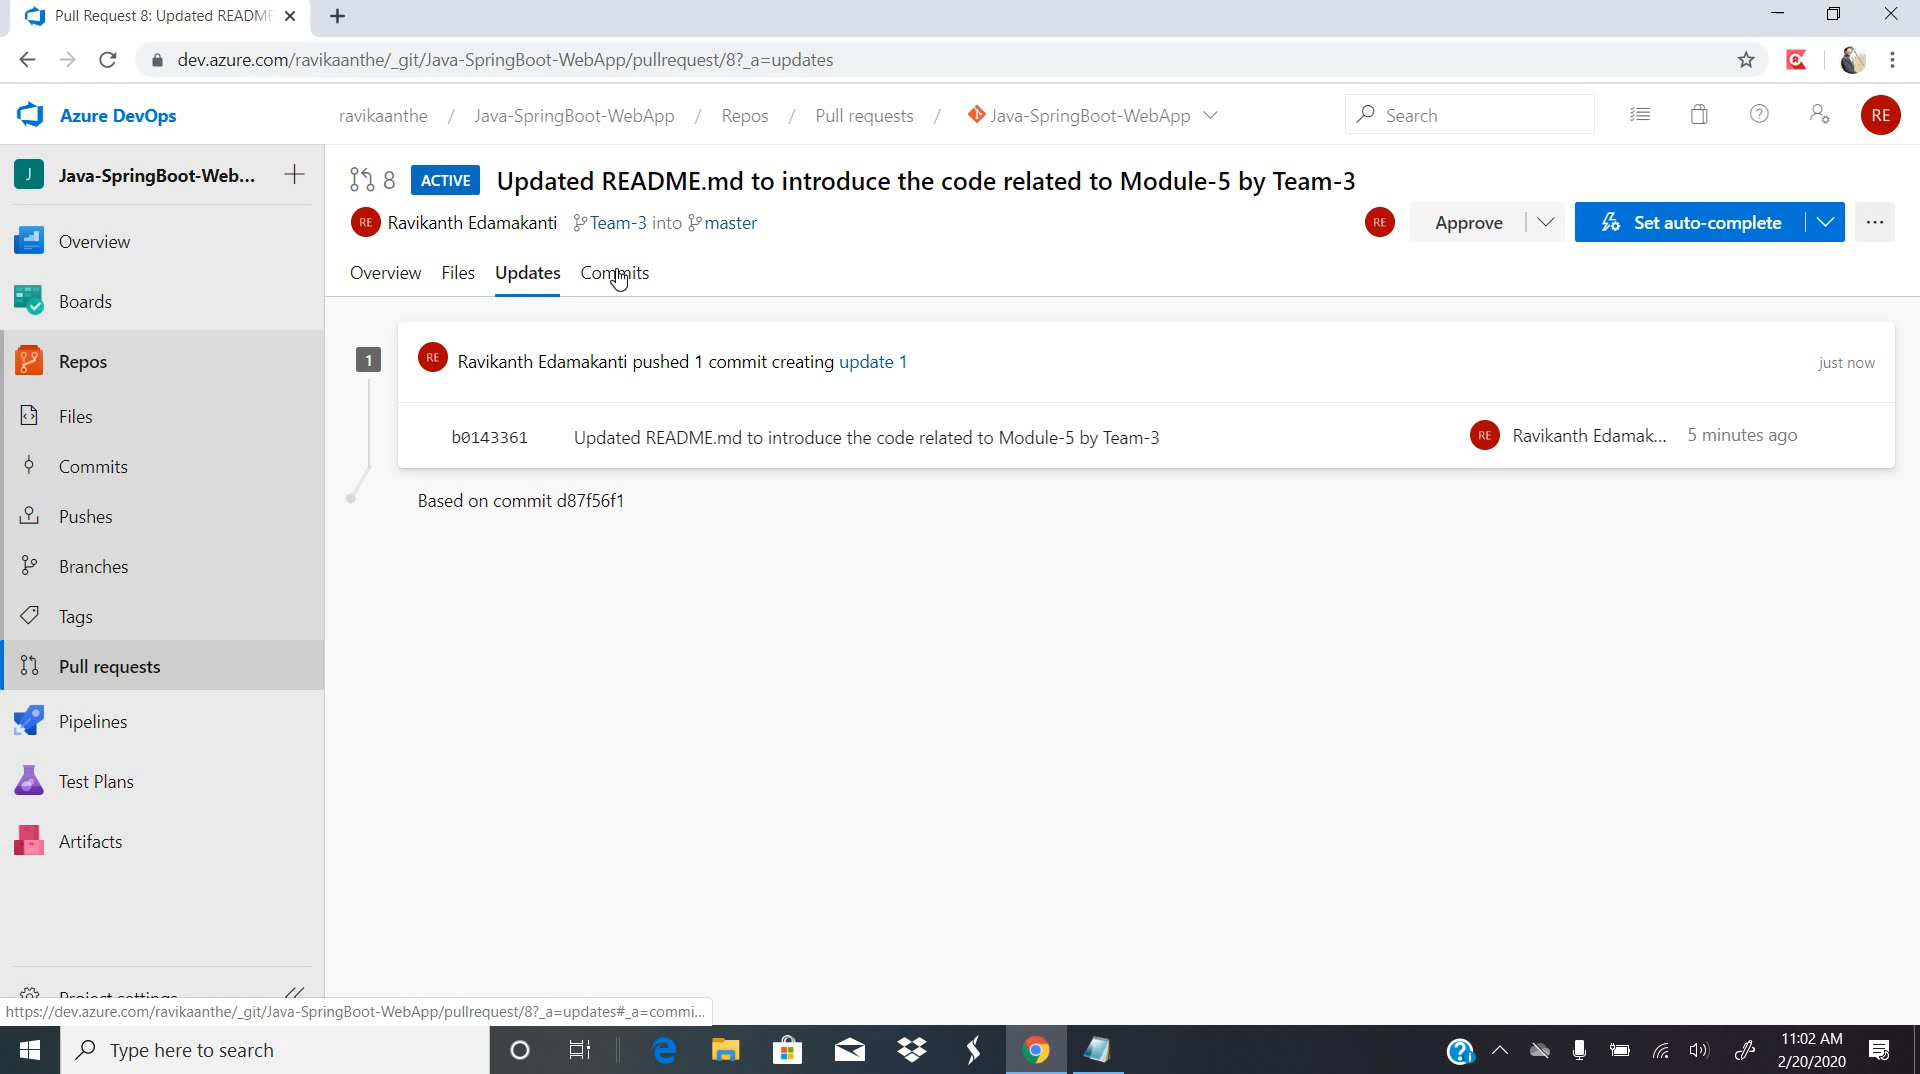 Pull Request 8: Updated README
dev.azure.com/ravikaanthe/_git/Java-SpringBoot-WebApp/pullrequest/8?_a=updates
Azure DevOps
ravikaanthe / Java-SpringBoot-WebApp / Repos / Pull requests / Java-SpringBoot-WebApp
Search
RE
J Java-SpringBoot-Web...
8 ACTIVE Updated README.md to introduce the code related to Module-5 by Team-3
RE Ravikanth Edamakanti Team-3 into master
RE Approve Set auto-complete
Overview Files Updates Commits
Overview
Boards
Repos
Files
Commits
Pushes
Branches
Tags
Pull requests
Pipelines
Test Plans
Artifacts
Project settings
1 RE Ravikanth Edamakanti pushed 1 commit creating update 1 just now
b0143361 Updated README.md to introduce the code related to Module-5 by Team-3 RE Ravikanth Edamak... 5 minutes ago
Based on commit d87f56f1
https://dev.azure.com/ravikaanthe/_git/Java-SpringBoot-WebApp/pullrequest/8?_a=updates#_a=commi...
Type here to search
11:02 AM
2/20/2020